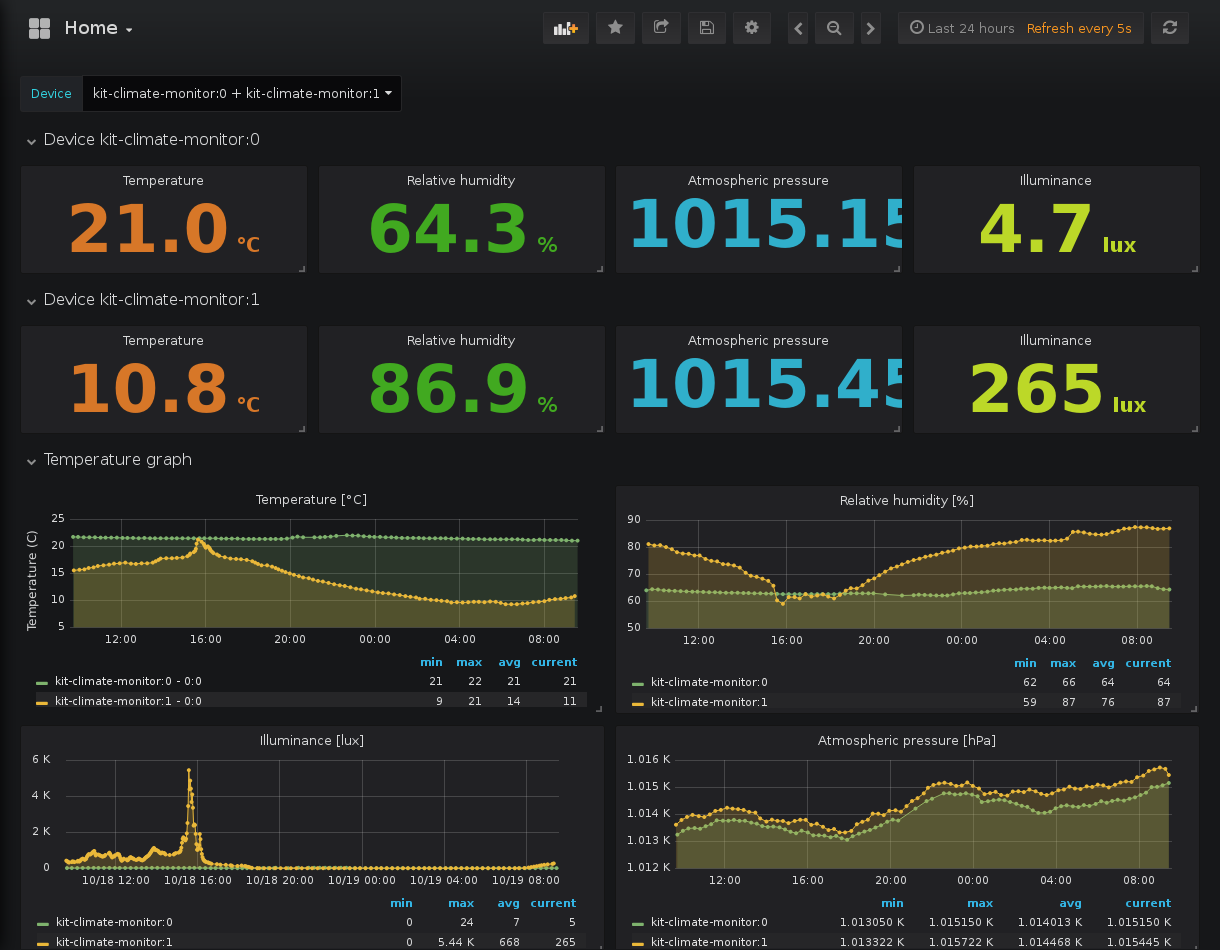 Home
Last 24 hours Refresh every 5s
Device kit-climate-monitor:0 + kit-climate-monitor:1
Device kit-climate-monitor:0
Temperature Relative humidity Atmospheric pressure Illuminance
21.0 °C 64.3 % 1015.15 4.7 lux
Device kit-climate-monitor:1
Temperature Relative humidity Atmospheric pressure Illuminance
10.8 °C 86.9 % 1015.45 265 lux
Temperature graph
Temperature [°C]
Temperature (C)
25
20
15
10
5
12:00 16:00 20:00 00:00 04:00 08:00
min max avg current
kit-climate-monitor:0 - 0:0 21 22 21 21
kit-climate-monitor:1 - 0:0 9 21 14 11
Relative humidity [%]
90
80
70
60
50
12:00 16:00 20:00 00:00 04:00 08:00
min max avg current
kit-climate-monitor:0 62 66 64 64
kit-climate-monitor:1 59 87 76 87
Illuminance [lux]
6 K
4 K
2 K
0
10/18 12:00 10/18 16:00 10/18 20:00 10/19 00:00 10/19 04:00 10/19 08:00
min max avg current
kit-climate-monitor:0 0 24 7 5
kit-climate-monitor:1 0 5.44 K 668 265
Atmospheric pressure [hPa]
1.016 K
1.015 K
1.014 K
1.013 K
1.012 K
12:00 16:00 20:00 00:00 04:00 08:00
min max avg current
kit-climate-monitor:0 1.013050 K 1.015150 K 1.014013 K 1.015150 K
kit-climate-monitor:1 1.013322 K 1.015722 K 1.014468 K 1.015445 K